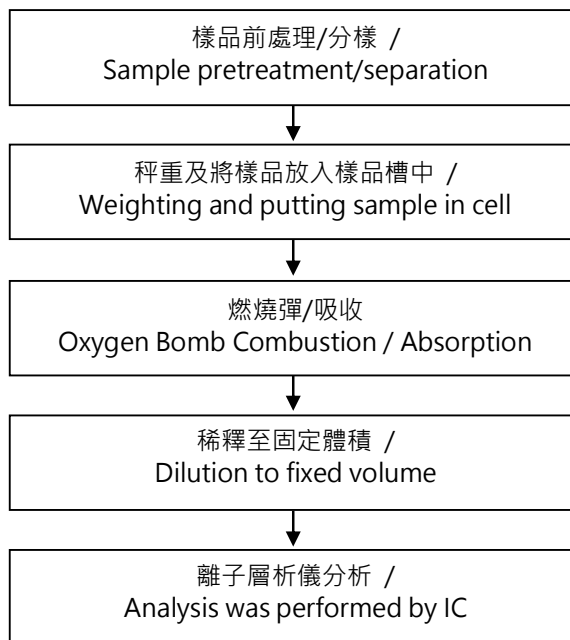 樣品前處理/分樣 /
Sample pretreatment/separation
秤重及將樣品放入樣品槽中 /
Weighting and putting sample in cell
燃燒彈/吸收
Oxygen Bomb Combustion / Absorption
稀釋至固定體積 /
Dilution to fixed volume
離子層析儀分析 /
Analysis was performed by IC